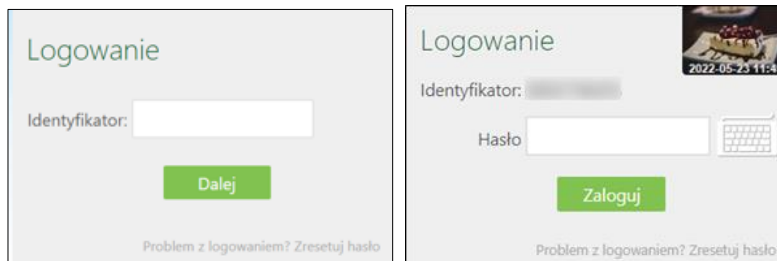 Logowanie
Identyfikator:
Dalej
Problem z logowaniem? Zresetuj hasło
Logowanie
2022-05-23 11:4
Identyfikator:
Hasło
Zaloguj
Problem z logowaniem? Zresetuj hasło